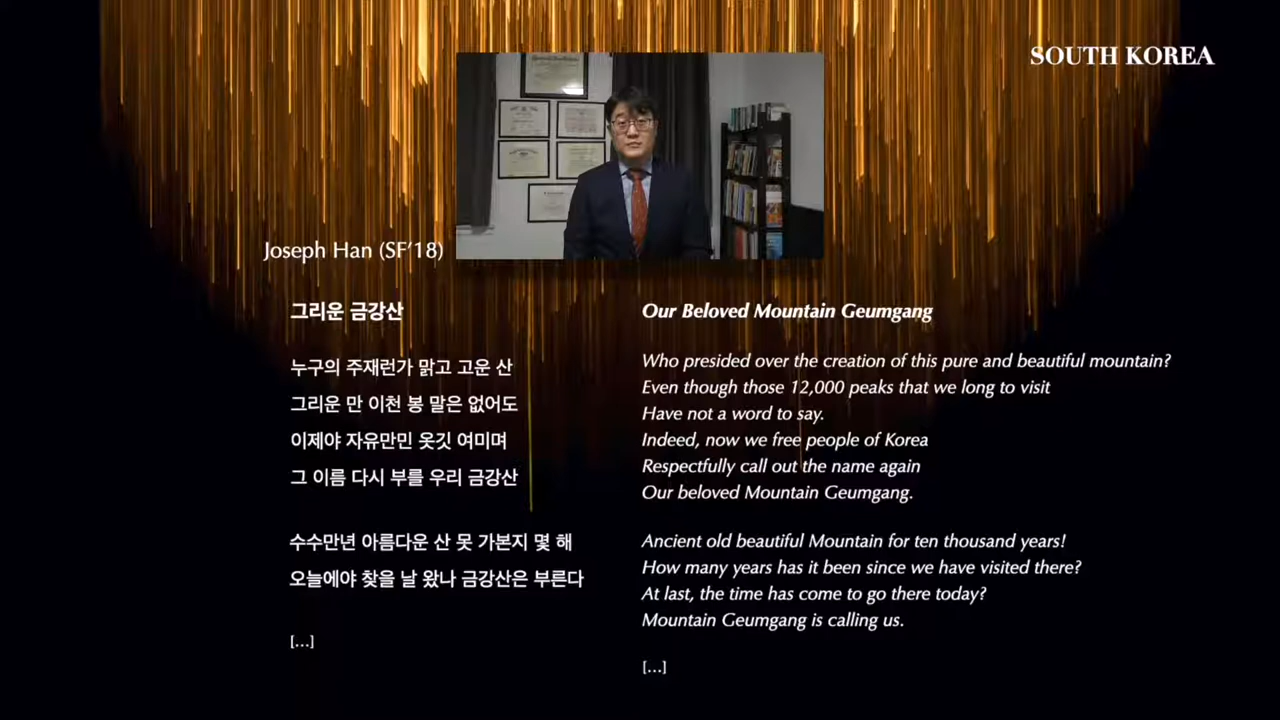 SOUTH KOREA
Joseph Han (SF'18)
그리운 금강산
누구의 주재런가 맑고 고운 산
그리운 만 이천 봉 말은 없어도
이제야 자유만민 옷깃 여미며
그 이름 다시 부를 우리 금강산
수수만년 아름다운 산 못 가본지 몇 해
오늘에야 찾을 날 왔나 금강산은 부른다
[...]
Our Beloved Mountain Geumgang
Who presided over the creation of this pure and beautiful mountain?
Even though those 12,000 peaks that we long to visit
Have not a word to say.
Indeed, now we free people of Korea
Respectfully call out the name again
Our beloved Mountain Geumgang.
Ancient old beautiful Mountain for ten thousand years!
How many years has it been since we have visited there?
At last, the time has come to go there today?
Mountain Geumgang is calling us.
[...]